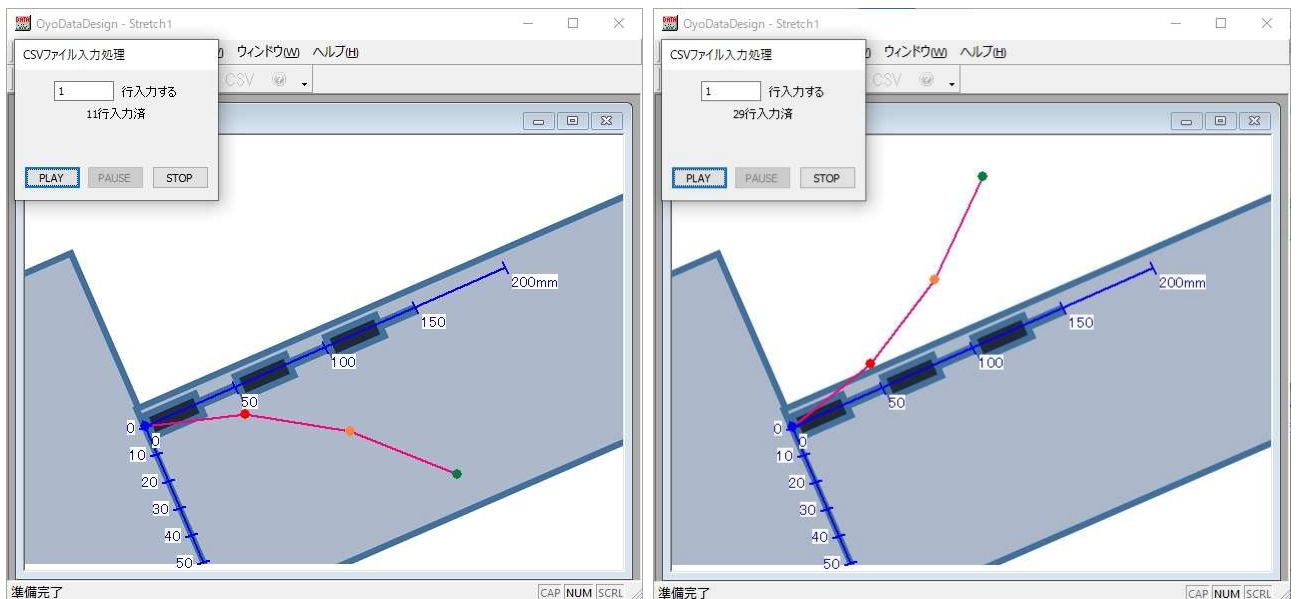 OyoDataDesign - Stretch1
ウィンドウ(W) ヘルプ(H)
CSVファイル入力処理
CSV
1 行入力する
11行入力済
PLAY PAUSE STOP
200mm
150
100
50
0
0
10
20
30
40
50
準備完了
CAP NUM SCRL
OyoDataDesign - Stretch1
ウィンドウ(W) ヘルプ(H)
CSVファイル入力処理
CSV
1 行入力する
29行入力済
PLAY PAUSE STOP
200mm
150
100
50
0
0
10
20
30
40
50
準備完了
CAP NUM SCRL